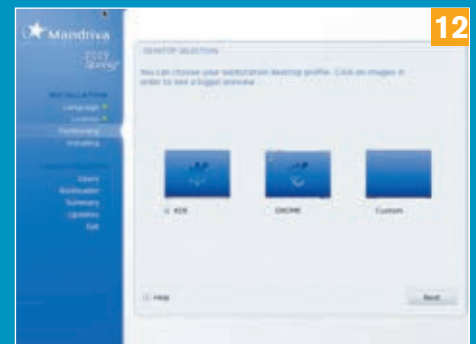 12
Mandriva
Spring
DESKTOP SELECTION
You can choose your workstation desktop profile. Click on images in
order to see a bigger preview
INSTALLATION
Language
License
Partitioning
Installing
Users
Bootloader
Summary
Updates
Exit
KDE
GNOME
Custom
Help
Next